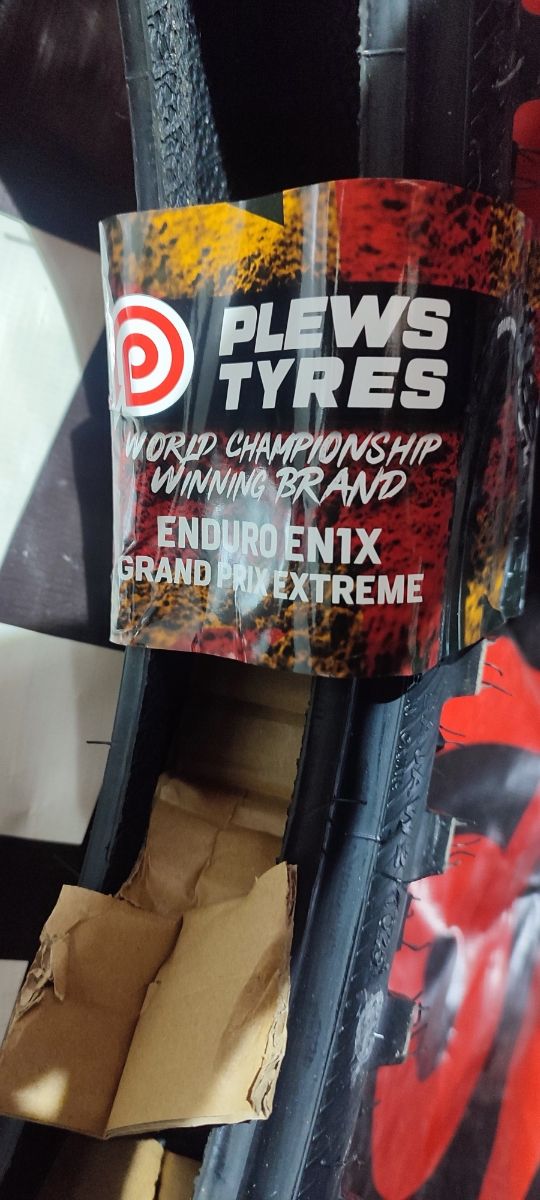 PLEWS
TYRES
WORLD CHAMPIONSHIP
WINNING BRAND
ENDURO EN1X
GRAND PRIX EXTREME